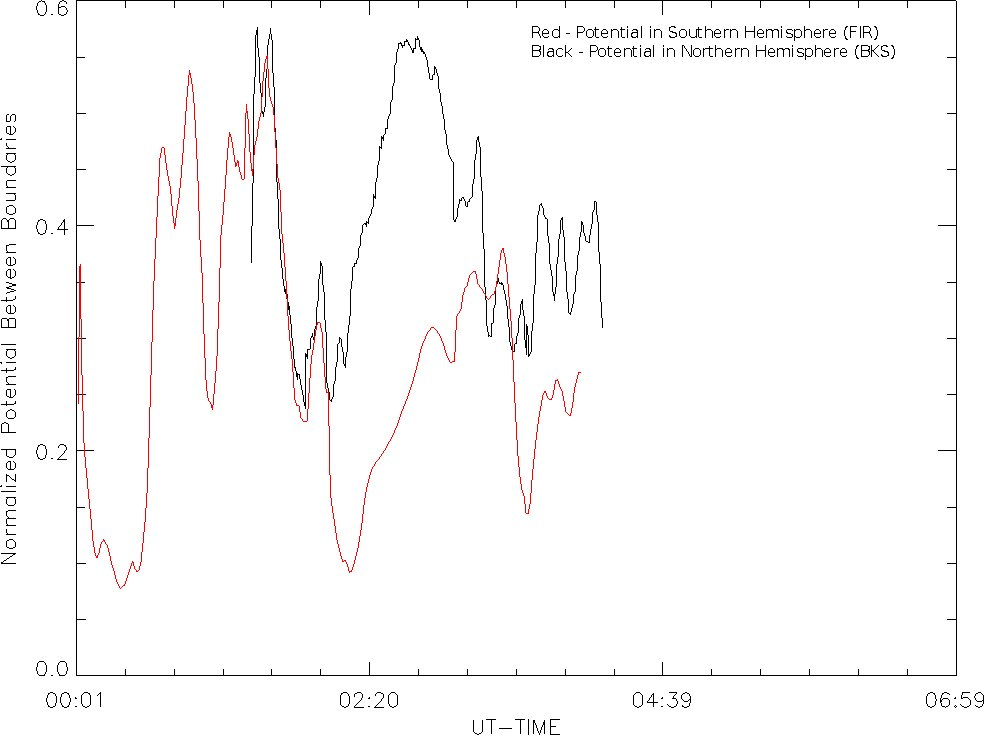 0.6
Red - Potential in Southern Hemisphere (FIR)
Black - Potential in Northern Hemisphere (BKS)
Normalized Potential Between Boundaries
0.4
0.2
0.0
00:01 02:20 04:39 06:59
UT-TIME